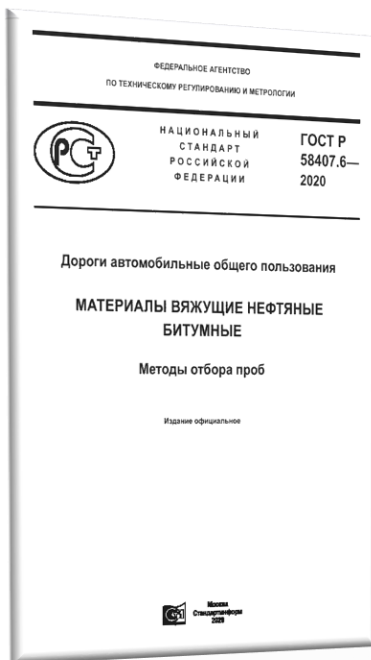 ФЕДЕРАЛЬНОЕ АГЕНТСТВО
ПО ТЕХНИЧЕСКОМУ РЕГУЛИРОВАНИЮ И МЕТРОЛОГИИ
НАЦИОНАЛЬНЫЙ
СТАНДАРТ
РОССИЙСКОЙ
ФЕДЕРАЦИИ
ГОСТ Р
58407.6—
2020
Дороги автомобильные общего пользования
МАТЕРИАЛЫ ВЯЖУЩИЕ НЕФТЯНЫЕ
БИТУМНЫЕ
Методы отбора проб
Издание официальное
Москва
Стандартинформ
2020